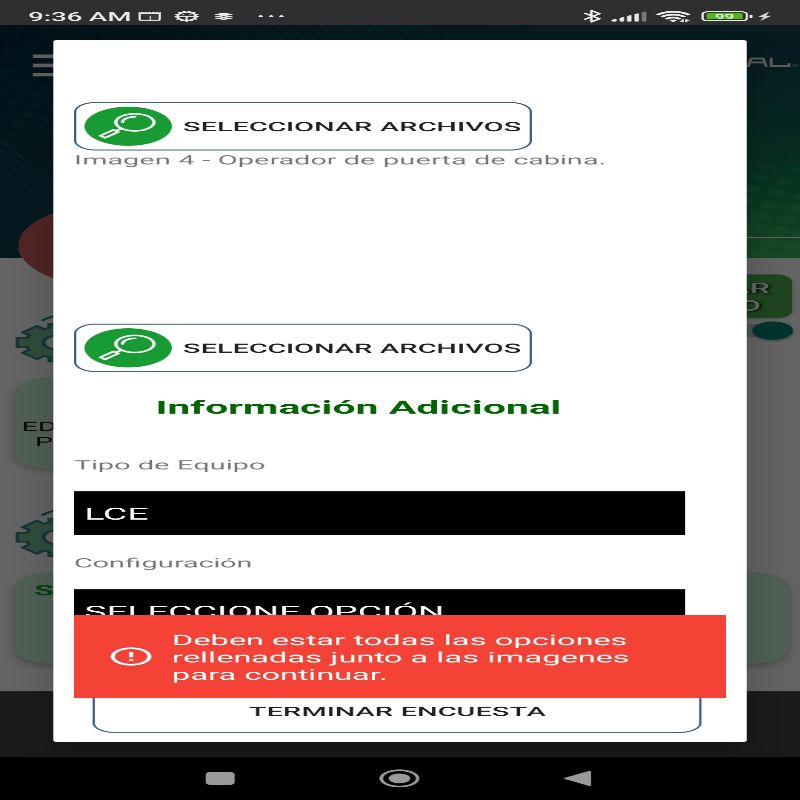 9:36 AM
99
SELECCIONAR ARCHIVOS
Imagen 4 - Operador de puerta de cabina.
SELECCIONAR ARCHIVOS
Información Adicional
Tipo de Equipo
LCE
Configuración
SELECCIONE OPCIÓN
Deben estar todas las opciones
rellenadas junto a las imagenes
para continuar.
TERMINAR ENCUESTA